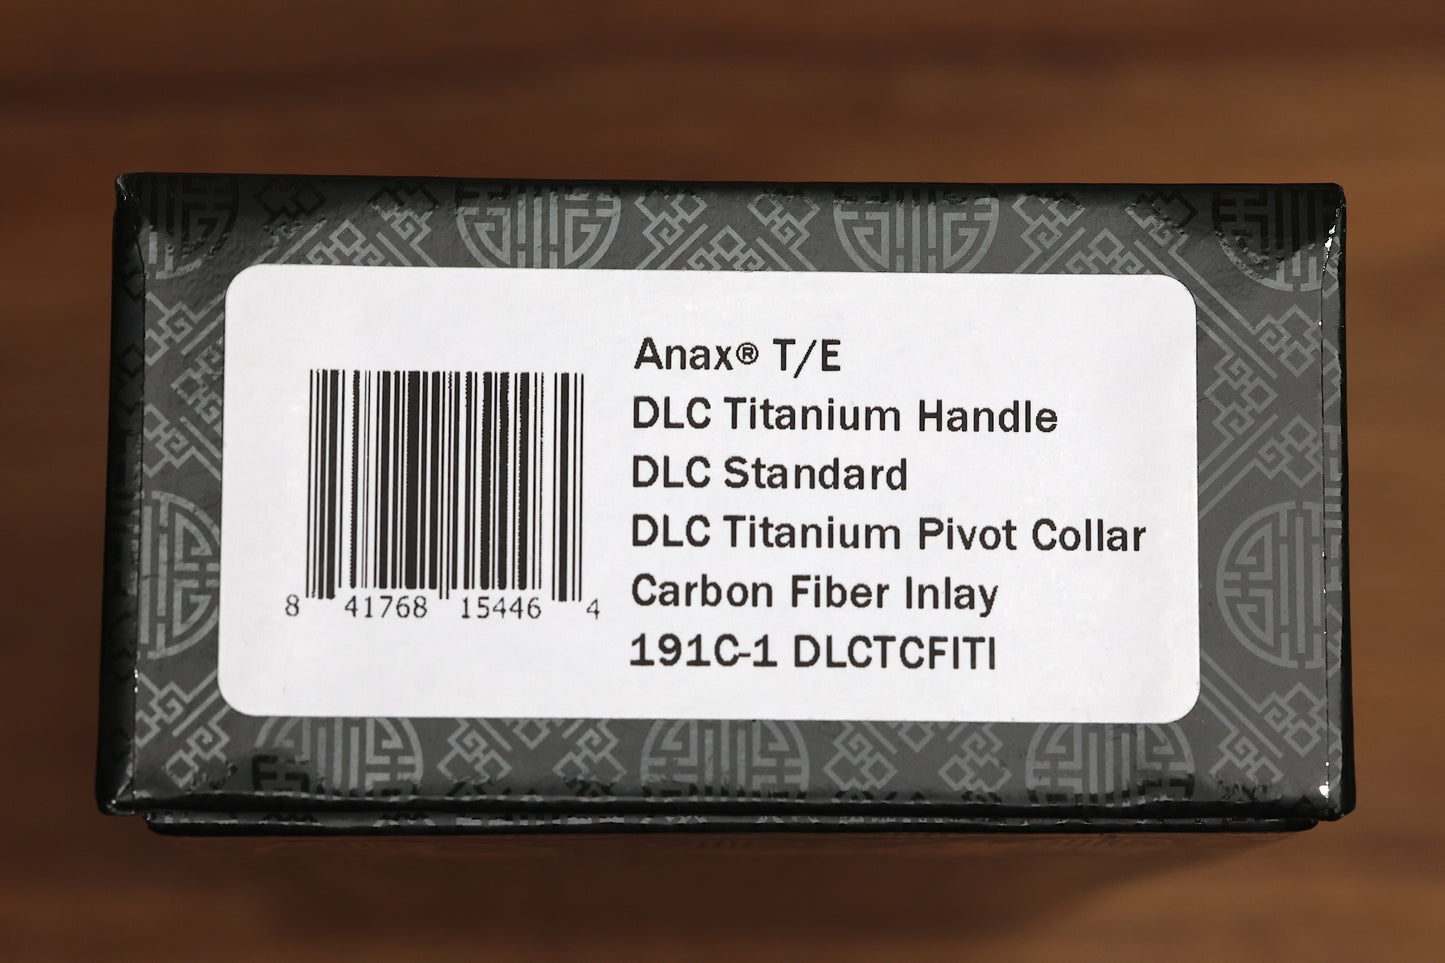 Anax® T/E
DLC Titanium Handle
DLC Standard
DLC Titanium Pivot Collar
Carbon Fiber Inlay
191C-1 DLCTCFITI
8 41768 15446 4